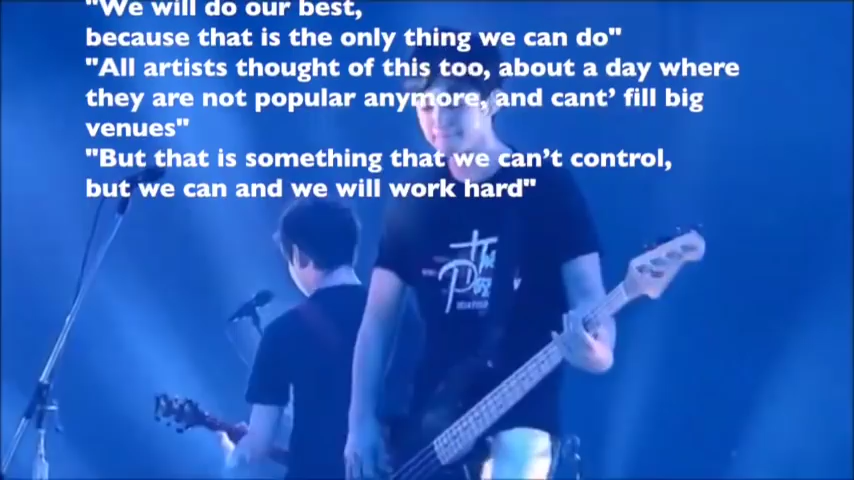 "We will do our best,
because that is the only thing we can do"
"All artists thought of this too, about a day where
they are not popular anymore, and cant’ fill big
venues"
"But that is something that we can’t control,
but we can and we will work hard"
The